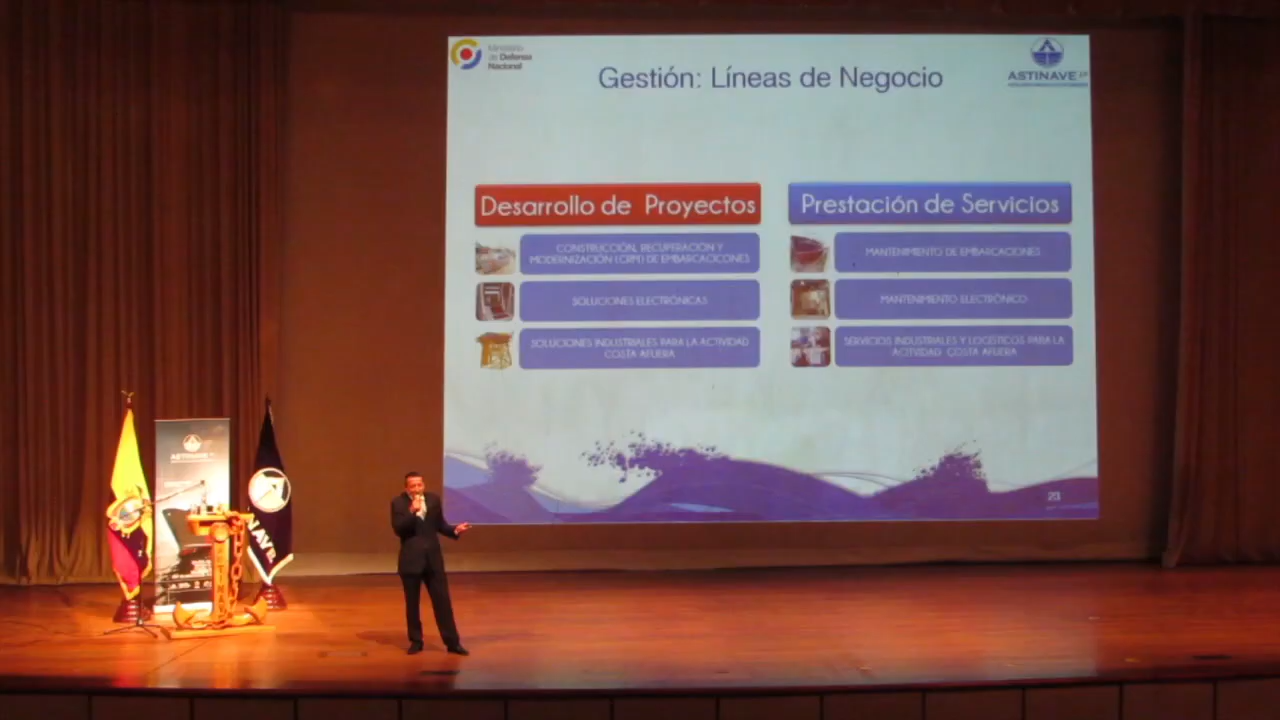 Ministerio
de Defensa
Nacional
Gestión: Líneas de Negocio
ASTINAVE EP
Desarrollo de Proyectos
CONSTRUCCIÓN, RECUPERACIÓN Y
MODERNIZACIÓN (CRM) DE EMBARCACIONES
SOLUCIONES ELECTRÓNICAS
SOLUCIONES INDUSTRIALES PARA LA ACTIVIDAD
COSTA AFUERA
Prestación de Servicios
MANTENIMIENTO DE EMBARCACIONES
MANTENIMIENTO ELECTRÓNICO
SERVICIOS INDUSTRIALES Y LOGÍSTICOS PARA LA
ACTIVIDAD COSTA AFUERA
23
ASTINAVE EP
NAVE